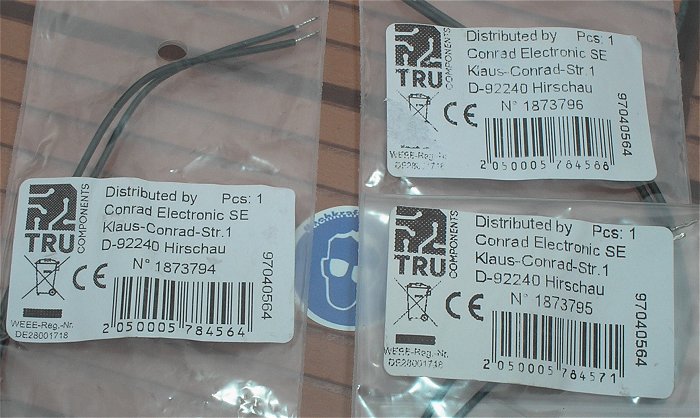 TRU
COMPONENTS
Distributed by Pcs: 1
Conrad Electronic SE
Klaus-Conrad-Str.1
D-92240 Hirschau
N° 1873796
97040564
CE
WEEE-Reg.-Nr.
DE28001718
2 050005 784588
TRU
COMPONENTS
Distributed by Pcs: 1
Conrad Electronic SE
Klaus-Conrad-Str.1
D-92240 Hirschau
N° 1873794
97040564
CE
WEEE-Reg.-Nr.
DE28001718
2 050005 784564
TRU
COMPONENTS
Distributed by Pcs: 1
Conrad Electronic SE
Klaus-Conrad-Str.1
D-92240 Hirschau
N° 1873795
97040564
CE
WEEE-Reg.-Nr.
DE28001718
2 050005 784571